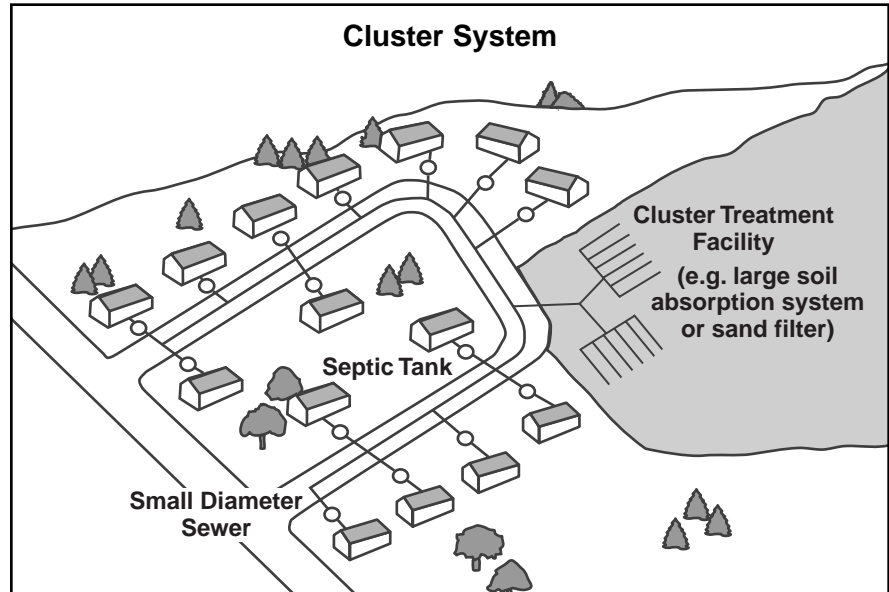 Cluster System
Cluster Treatment
Facility
(e.g. large soil
absorption system
or sand filter)
Septic Tank
Small Diameter
Sewer